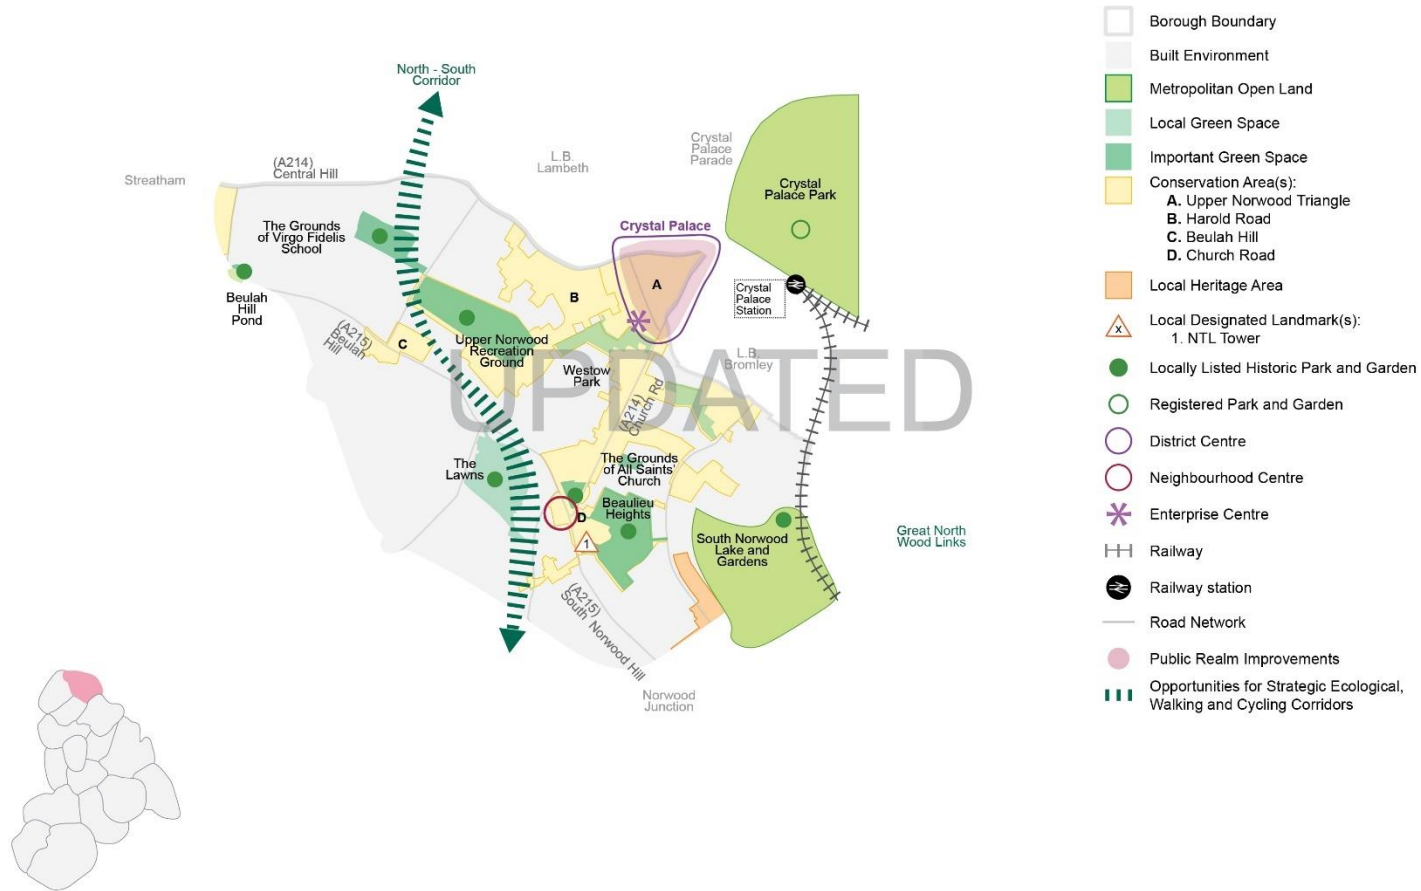 North - South
Corridor
(A214)
Central Hill
Streatham
L.B.
Lambeth
Crystal
Palace
Parade
Crystal
Palace Park
The Grounds
of Virgo Fidelis
School
Crystal Palace
Beulah
Hill
Pond
(A215)
Beulah
Hill
A
B
C
Crystal
Palace
Station
Upper Norwood
Recreation
Ground
Westow
Park
L.B.
Bromley
UPDATED
(A214)
Church Rd
The
Lawns
The Grounds
of All Saints'
Church
Beaulieu
Heights
D
1
South Norwood
Lake and
Gardens
Great North
Wood Links
(A215)
South Norwood Hill
Norwood
Junction
Borough Boundary
Built Environment
Metropolitan Open Land
Local Green Space
Important Green Space
Conservation Area(s):
A. Upper Norwood Triangle
B. Harold Road
C. Beulah Hill
D. Church Road
Local Heritage Area
x
Local Designated Landmark(s):
1. NTL Tower
Locally Listed Historic Park and Garden
Registered Park and Garden
District Centre
Neighbourhood Centre
Enterprise Centre
Railway
Railway station
Road Network
Public Realm Improvements
Opportunities for Strategic Ecological,
Walking and Cycling Corridors